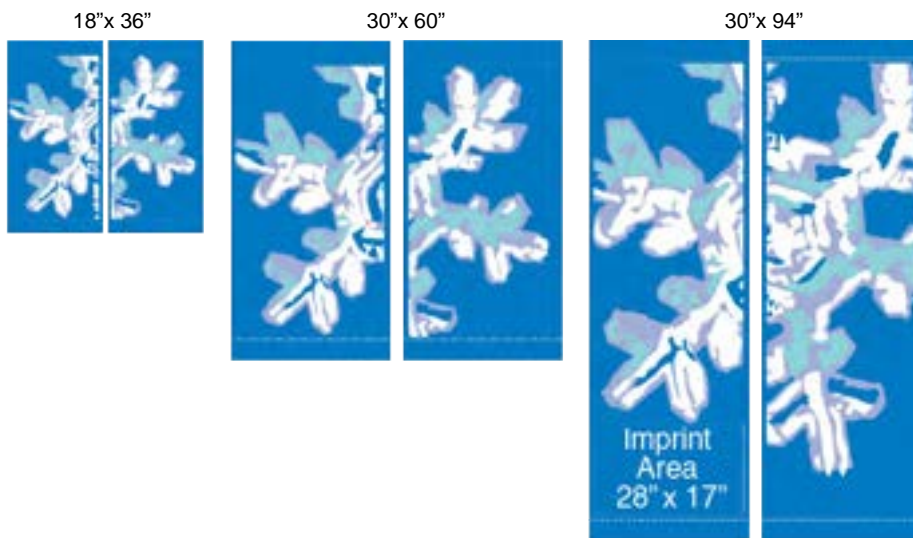 18”x 36”
30”x 60”
30”x 94”
Imprint
Area
28” x 17”